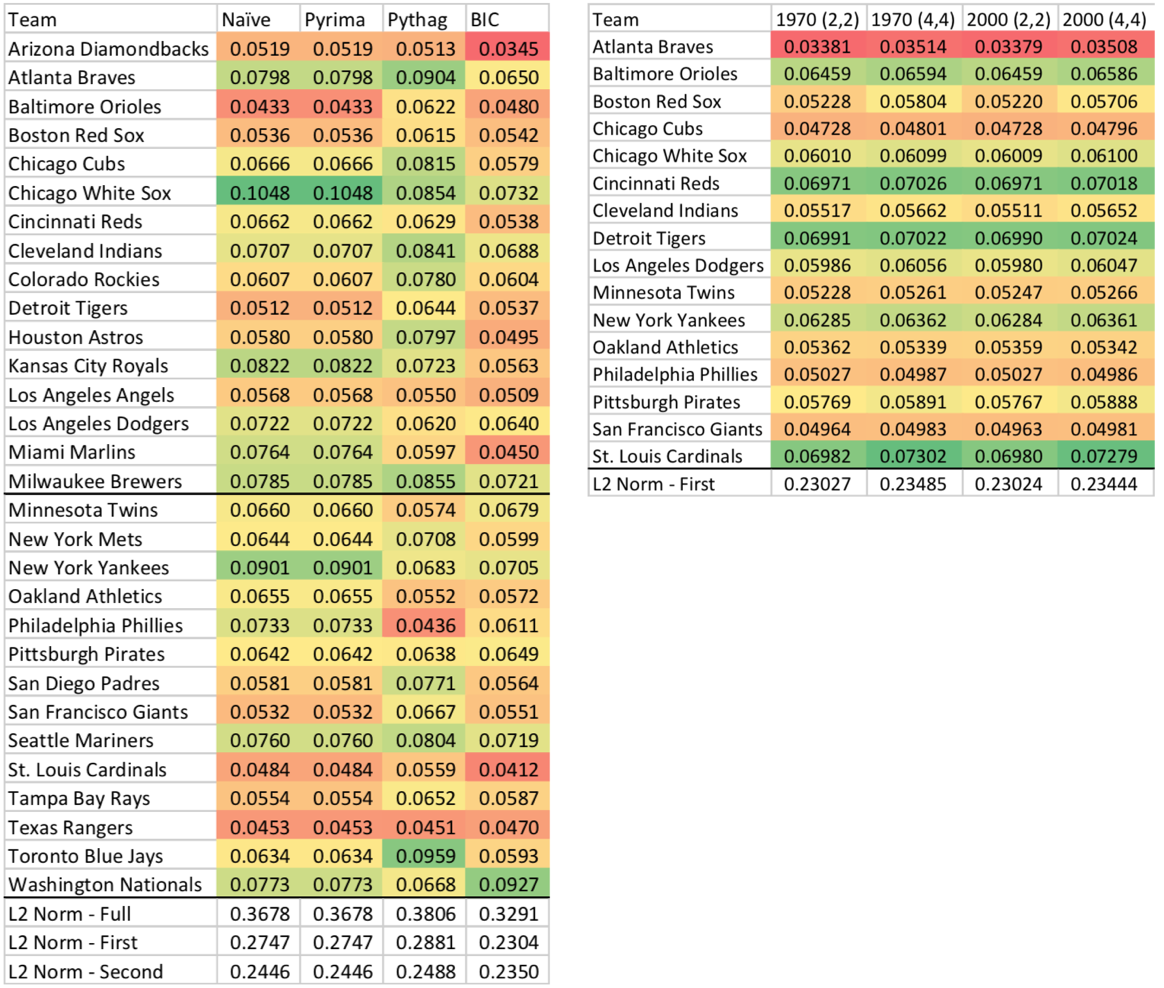 Team Naïve Pyrima Pythag BIC
Arizona Diamondbacks 0.0519 0.0519 0.0513 0.0345
Atlanta Braves 0.0798 0.0798 0.0904 0.0650
Baltimore Orioles 0.0433 0.0433 0.0622 0.0480
Boston Red Sox 0.0536 0.0536 0.0615 0.0542
Chicago Cubs 0.0666 0.0666 0.0815 0.0579
Chicago White Sox 0.1048 0.1048 0.0854 0.0732
Cincinnati Reds 0.0662 0.0662 0.0629 0.0538
Cleveland Indians 0.0707 0.0707 0.0841 0.0688
Colorado Rockies 0.0607 0.0607 0.0780 0.0604
Detroit Tigers 0.0512 0.0512 0.0644 0.0537
Houston Astros 0.0580 0.0580 0.0797 0.0495
Kansas City Royals 0.0822 0.0822 0.0723 0.0563
Los Angeles Angels 0.0568 0.0568 0.0550 0.0509
Los Angeles Dodgers 0.0722 0.0722 0.0620 0.0640
Miami Marlins 0.0764 0.0764 0.0597 0.0450
Milwaukee Brewers 0.0785 0.0785 0.0855 0.0721
Minnesota Twins 0.0660 0.0660 0.0574 0.0679
New York Mets 0.0644 0.0644 0.0708 0.0599
New York Yankees 0.0901 0.0901 0.0683 0.0705
Oakland Athletics 0.0655 0.0655 0.0552 0.0572
Philadelphia Phillies 0.0733 0.0733 0.0436 0.0611
Pittsburgh Pirates 0.0642 0.0642 0.0638 0.0649
San Diego Padres 0.0581 0.0581 0.0771 0.0564
San Francisco Giants 0.0532 0.0532 0.0667 0.0551
Seattle Mariners 0.0760 0.0760 0.0804 0.0719
St. Louis Cardinals 0.0484 0.0484 0.0559 0.0412
Tampa Bay Rays 0.0554 0.0554 0.0652 0.0587
Texas Rangers 0.0453 0.0453 0.0451 0.0470
Toronto Blue Jays 0.0634 0.0634 0.0959 0.0593
Washington Nationals 0.0773 0.0773 0.0668 0.0927
L2 Norm - Full 0.3678 0.3678 0.3806 0.3291
L2 Norm - First 0.2747 0.2747 0.2881 0.2304
L2 Norm - Second 0.2446 0.2446 0.2488 0.2350
Team 1970 (2,2) 1970 (4,4) 2000 (2,2) 2000 (4,4)
Atlanta Braves 0.03381 0.03514 0.03379 0.03508
Baltimore Orioles 0.06459 0.06594 0.06459 0.06586
Boston Red Sox 0.05228 0.05804 0.05220 0.05706
Chicago Cubs 0.04728 0.04801 0.04728 0.04796
Chicago White Sox 0.06010 0.06099 0.06009 0.06100
Cincinnati Reds 0.06971 0.07026 0.06971 0.07018
Cleveland Indians 0.05517 0.05662 0.05511 0.05652
Detroit Tigers 0.06991 0.07022 0.06990 0.07024
Los Angeles Dodgers 0.05986 0.06056 0.05980 0.06047
Minnesota Twins 0.05228 0.05261 0.05247 0.05266
New York Yankees 0.06285 0.06362 0.06284 0.06361
Oakland Athletics 0.05362 0.05339 0.05359 0.05342
Philadelphia Phillies 0.05027 0.04987 0.05027 0.04986
Pittsburgh Pirates 0.05769 0.05891 0.05767 0.05888
San Francisco Giants 0.04964 0.04983 0.04963 0.04981
St. Louis Cardinals 0.06982 0.07302 0.06980 0.07279
L2 Norm - First 0.23027 0.23485 0.23024 0.23444